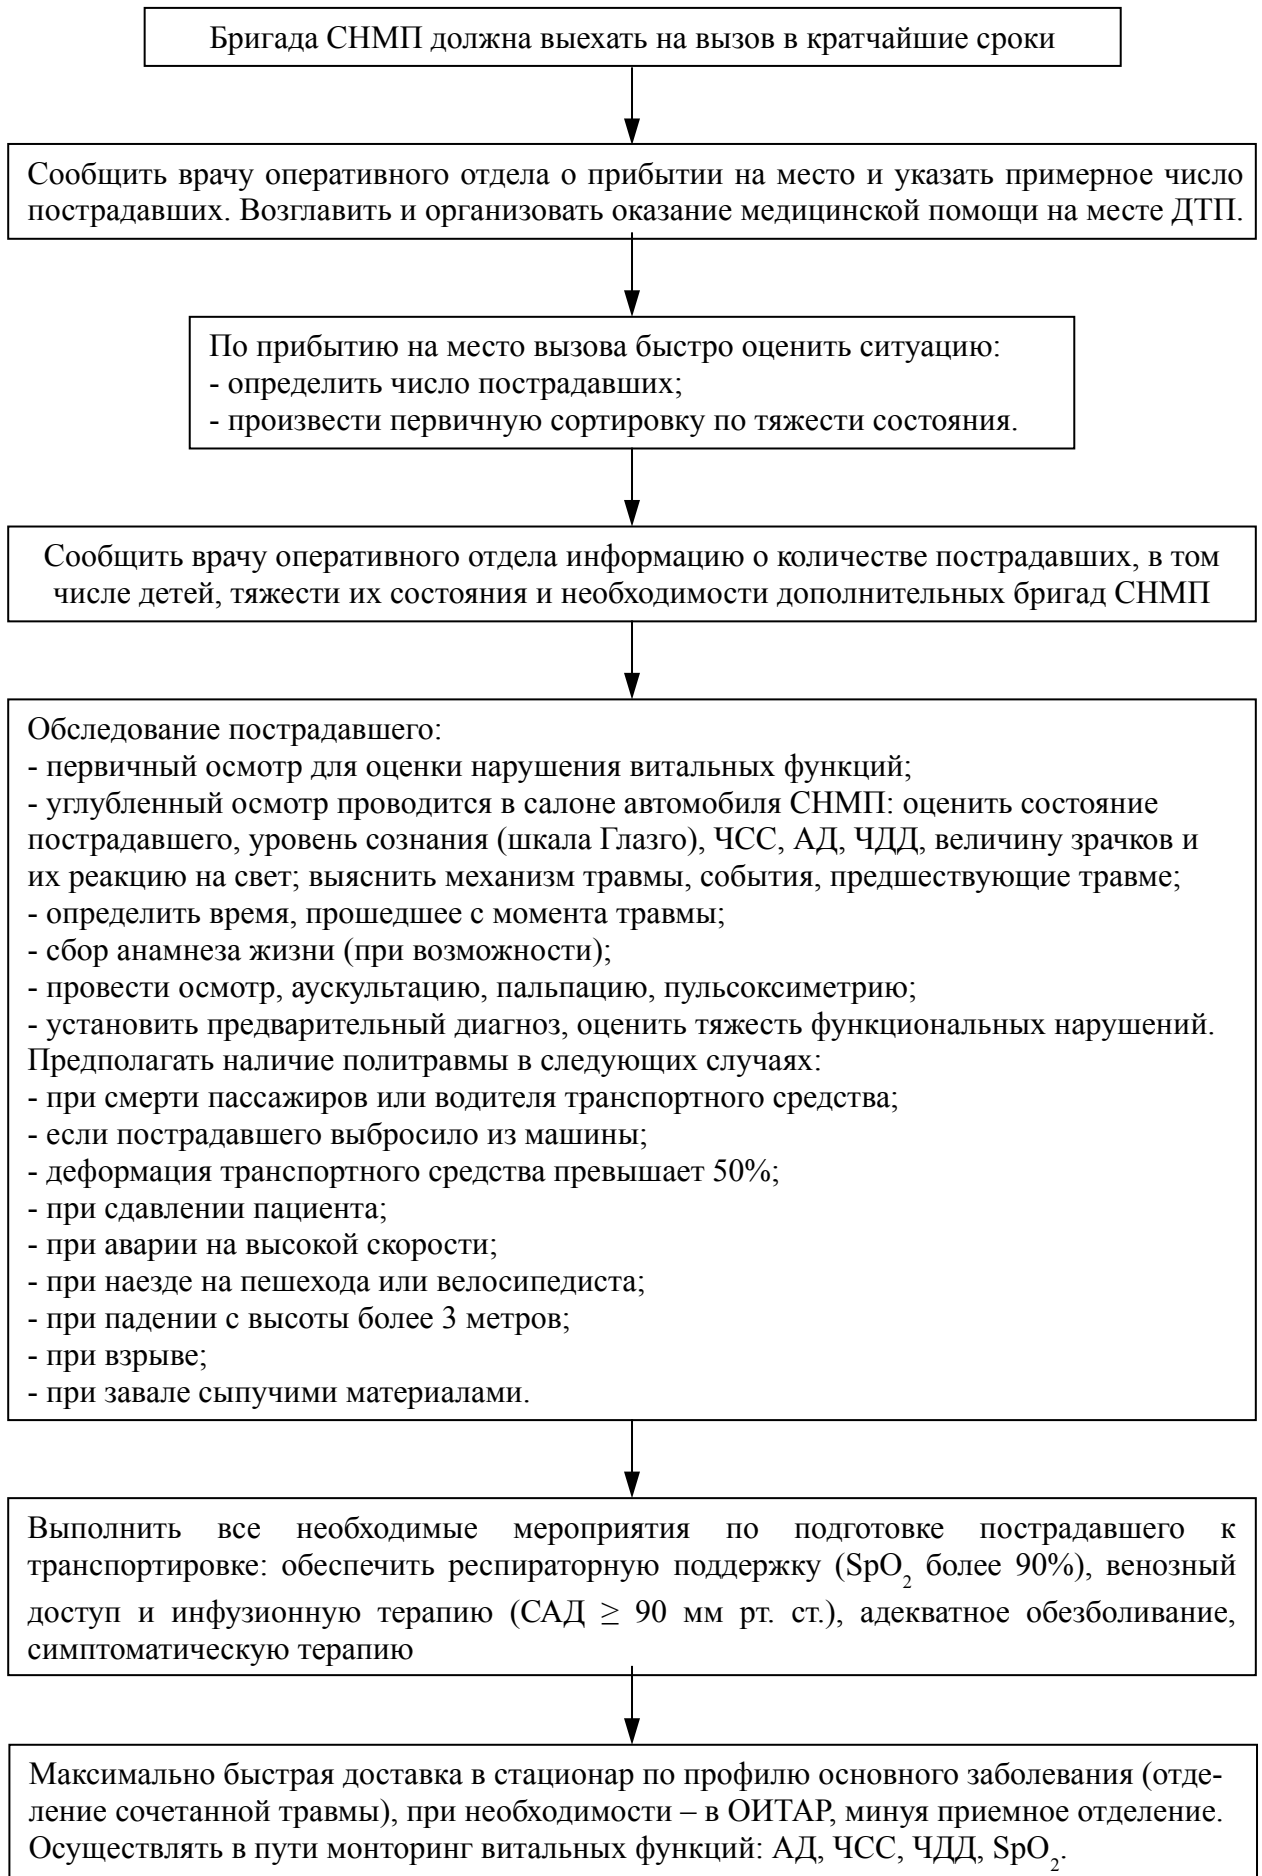 Бригада СНМП должна выехать на вызов в кратчайшие сроки
Сообщить врачу оперативного отдела о прибытии на место и указать примерное число
пострадавших. Возглавить и организовать оказание медицинской помощи на месте ДТП.
По прибытию на место вызова быстро оценить ситуацию:
- определить число пострадавших;
- произвести первичную сортировку по тяжести состояния.
Сообщить врачу оперативного отдела информацию о количестве пострадавших, в том
числе детей, тяжести их состояния и необходимости дополнительных бригад СНМП
Обследование пострадавшего:
- первичный осмотр для оценки нарушения витальных функций;
- углубленный осмотр проводится в салоне автомобиля СНМП: оценить состояние
пострадавшего, уровень сознания (шкала Глазго), ЧСС, АД, ЧДД, величину зрачков и
их реакцию на свет; выяснить механизм травмы, события, предшествующие травме;
- определить время, прошедшее с момента травмы;
- сбор анамнеза жизни (при возможности);
- провести осмотр, аускультацию, пальпацию, пульсоксиметрию;
- установить предварительный диагноз, оценить тяжесть функциональных нарушений.
Предполагать наличие политравмы в следующих случаях:
- при смерти пассажиров или водителя транспортного средства;
- если пострадавшего выбросило из машины;
- деформация транспортного средства превышает 50%;
- при сдавлении пациента;
- при аварии на высокой скорости;
- при наезде на пешехода или велосипедиста;
- при падении с высоты более 3 метров;
- при взрыве;
- при завале сыпучими материалами.
Выполнить все необходимые мероприятия по подготовке пострадавшего к
транспортировке: обеспечить респираторную поддержку (SpO₂ более 90%), венозный
доступ и инфузионную терапию (САД ≥ 90 мм рт. ст.), адекватное обезболивание,
симптоматическую терапию
Максимально быстрая доставка в стационар по профилю основного заболевания (отде-
ление сочетанной травмы), при необходимости – в ОИТАР, минуя приемное отделение.
Осуществлять в пути монторинг витальных функций: АД, ЧСС, ЧДД, SpO₂.